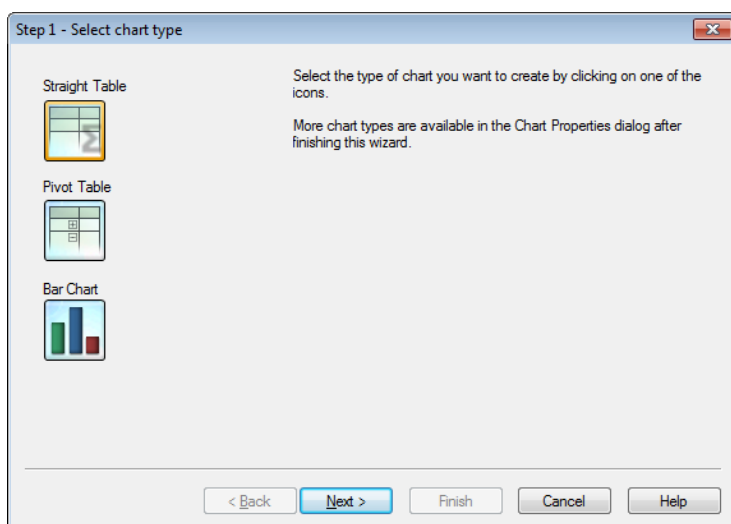 Step 1 - Select chart type
Straight Table
Select the type of chart you want to create by clicking on one of the
icons.
More chart types are available in the Chart Properties dialog after
finishing this wizard.
Σ
Pivot Table
Bar Chart
< Back
Next >
Finish
Cancel
Help